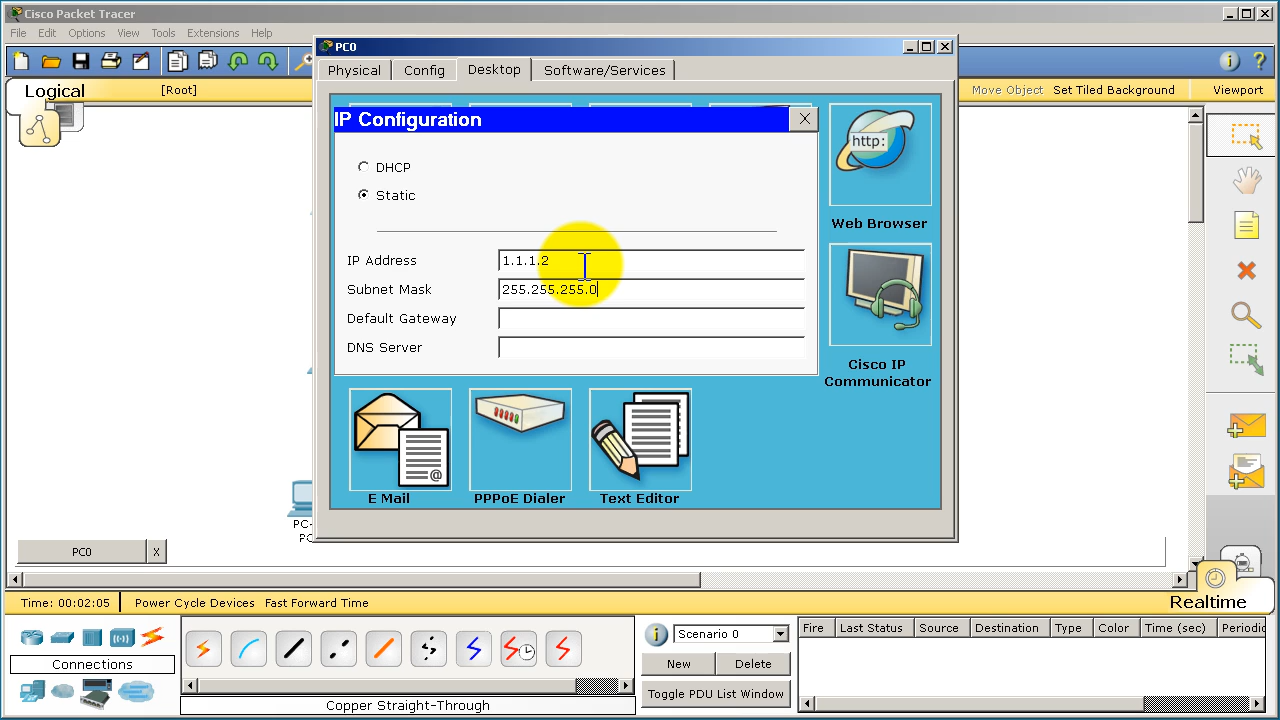 Cisco Packet Tracer
File Edit Options View Tools Extensions Help
PC0
Physical Config Desktop Software/Services
Logical [Root] Move Object Set Tiled Background Viewport
IP Configuration X
http:
DHCP
Static
Web Browser
IP Address 1.1.1.2
Subnet Mask 255.255.255.0
Default Gateway
DNS Server
Cisco IP
Communicator
@
E Mail PPPoE Dialer Text Editor
PC-
PC
PC0 X
Time: 00:02:05 Power Cycle Devices Fast Forward Time Realtime
Connections
Copper Straight-Through
Scenario 0
New Delete
Toggle PDU List Window
Fire Last Status Source Destination Type Color Time (sec) Periodic